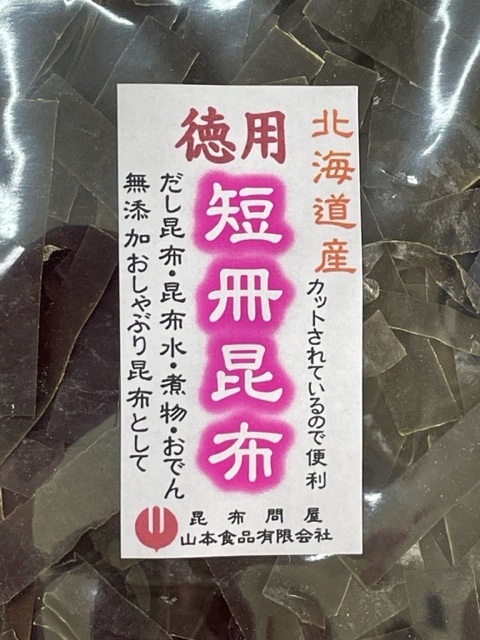 北海道産
カットされているので便利
徳用
短冊昆布
だし昆布・昆布水・煮物・おでん
無添加おしゃぶり昆布として
昆布問屋
山本食品有限会社